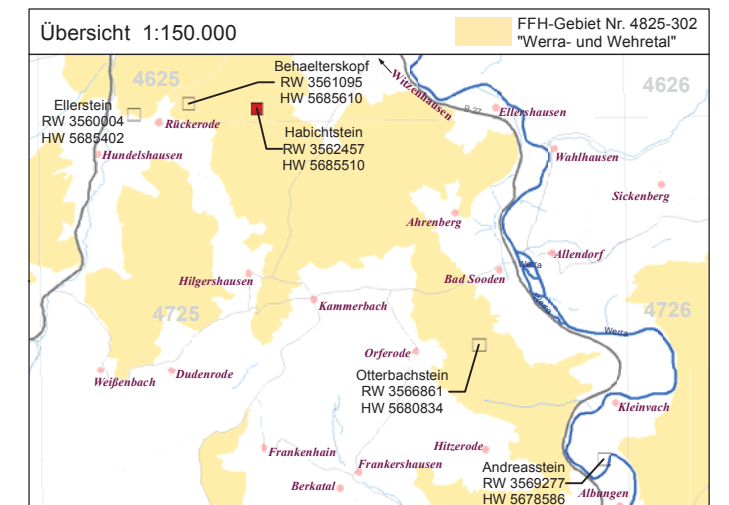 Übersicht 1:150.000
FFH-Gebiet Nr. 4825-302
"Werra- und Wehretal"
4625
Behaelterskopf
RW 3561095
HW 5685610
Witzenhausen
4626
Ellerstein
RW 3560004
HW 5685402
Rückerode
B 27
Ellershausen
Habichtstein
RW 3562457
HW 5685510
Hundelshausen
Wahlhausen
Sickenberg
Ahrenberg
Allendorf
Werra
Bad Sooden
Hilgershausen
Werra
Kammerbach
4725
4726
Werra
Orferode
Otterbachstein
RW 3566861
HW 5680834
Weißenbach
Dudenrode
Kleinvach
Frankenhain
Hitzerode
Frankershausen
Andreasstein
RW 3569277
HW 5678586
Berkatal
Albungen